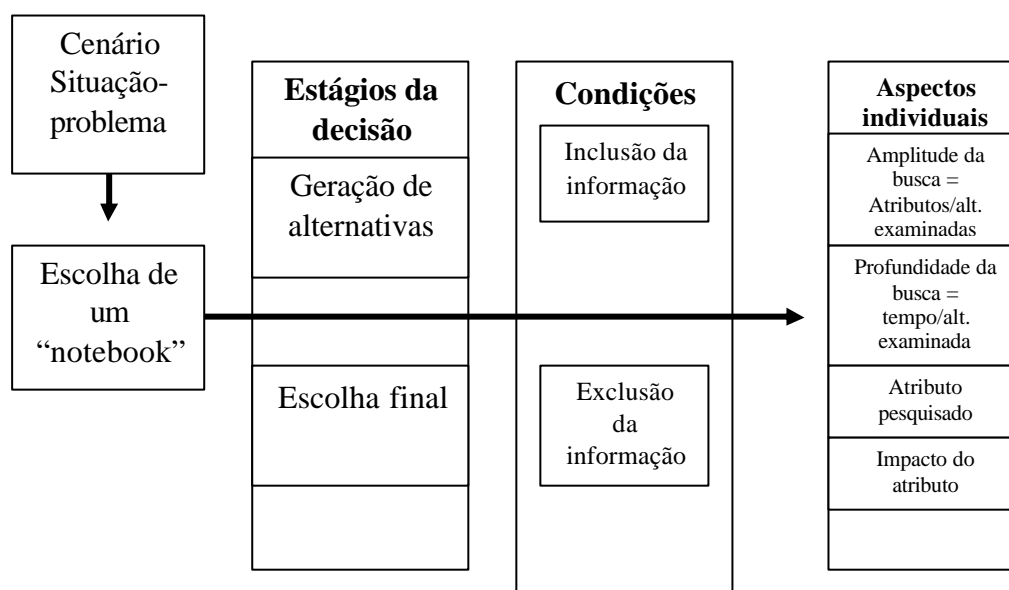 Cenário
Situação-
problema
Escolha de
um
“notebook”
Estágios da
decisão
Geração de
alternativas
Escolha final
Condições
Inclusão da
informação
Exclusão
da
informação
Aspectos
individuais
Amplitude da
busca =
Atributos/alt.
examinadas
Profundidade da
busca =
tempo/alt.
examinada
Atributo
pesquisado
Impacto do
atributo